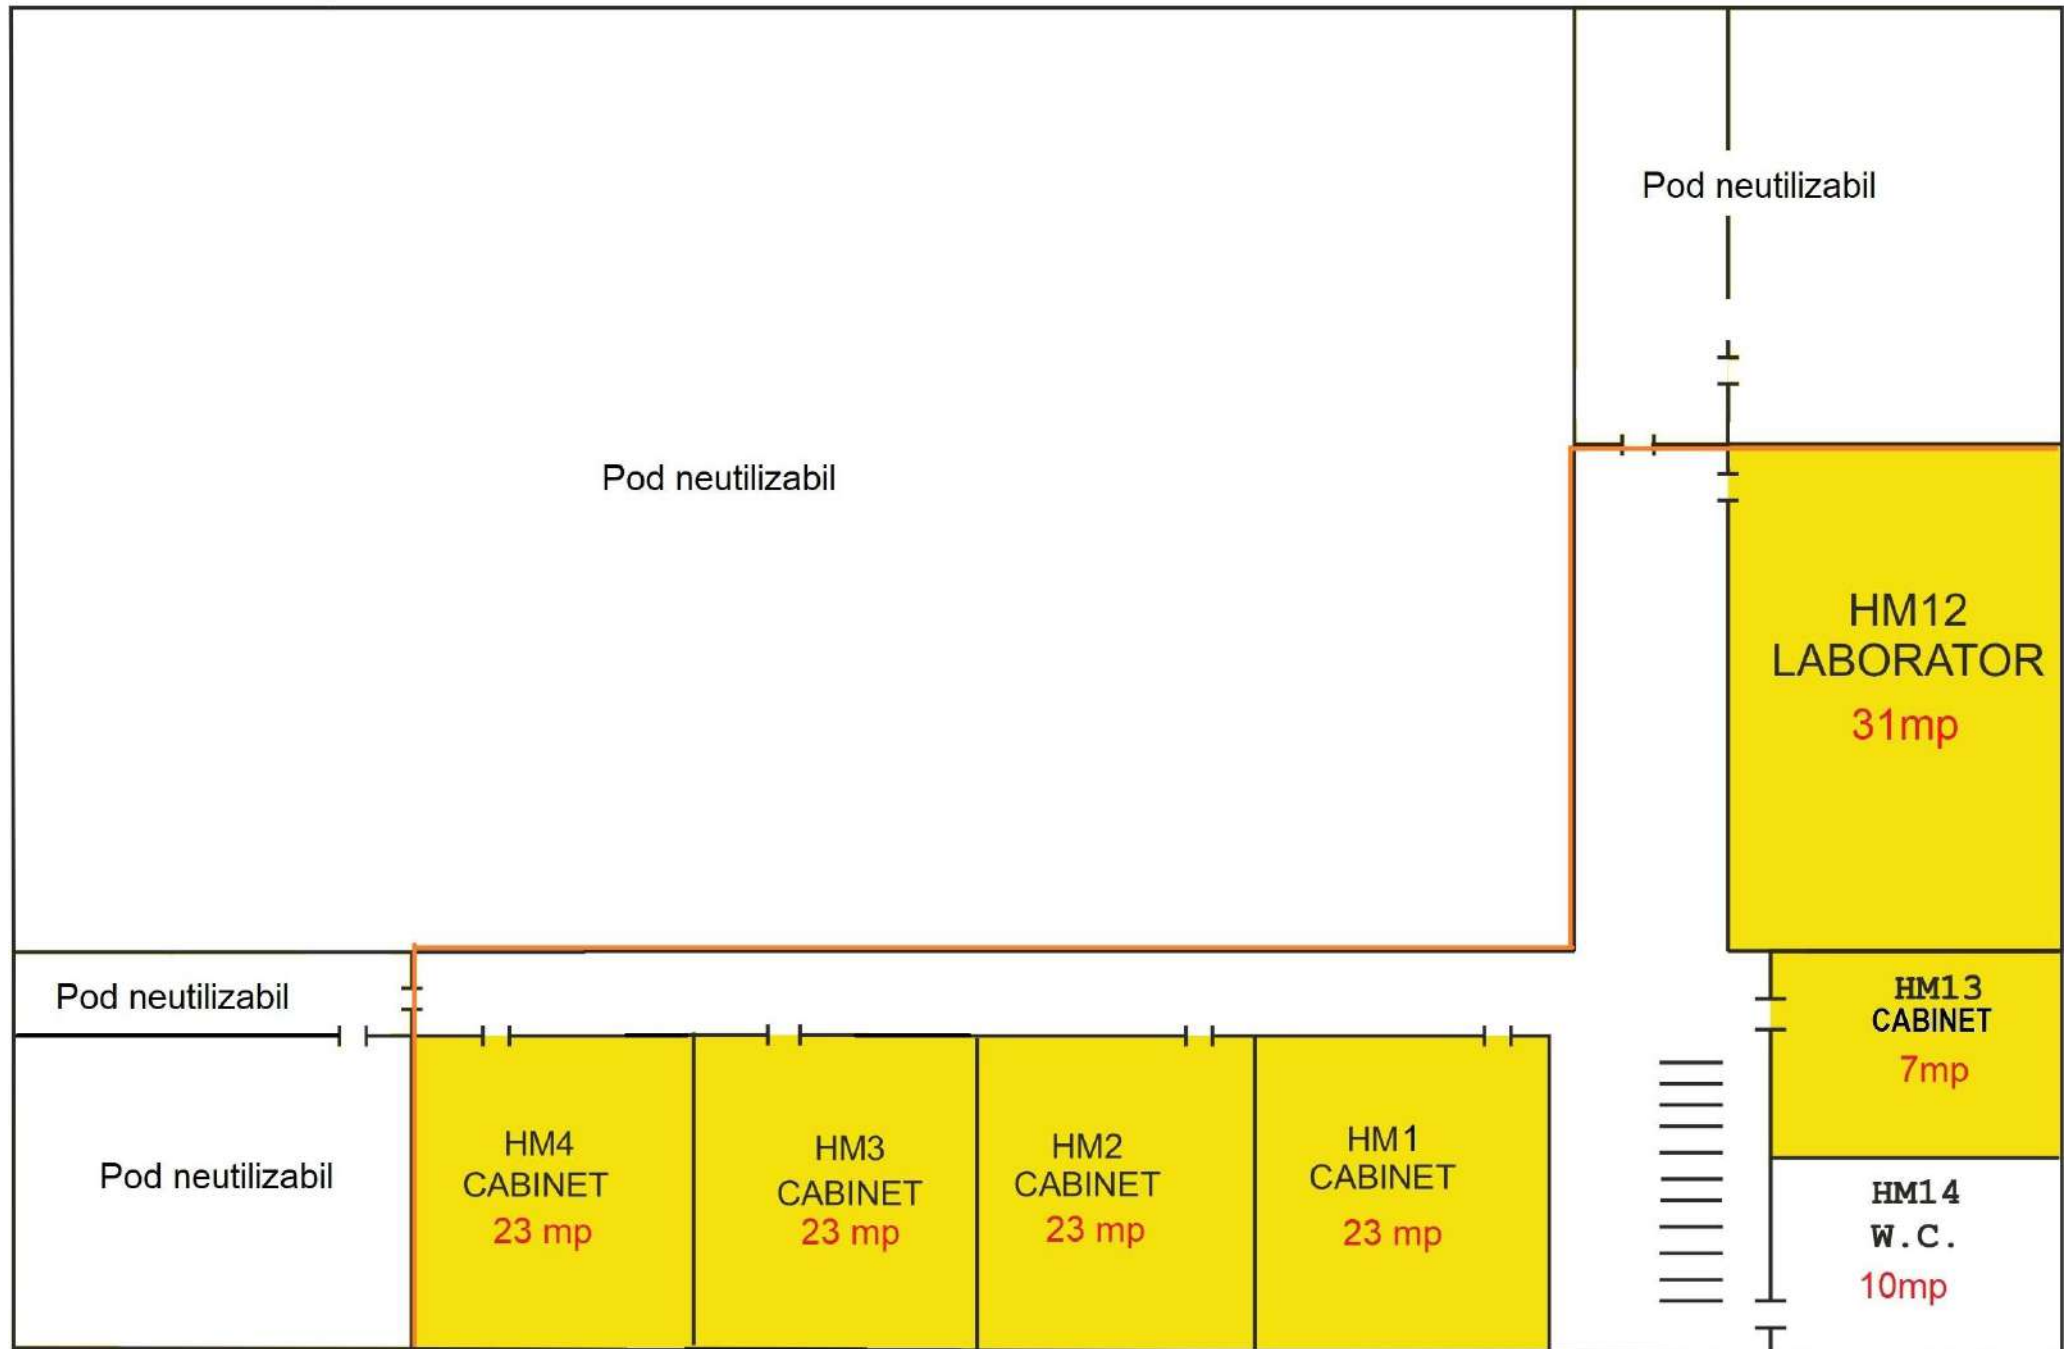 Pod neutilizabil
Pod neutilizabil
HM12
LABORATOR
31mp
Pod neutilizabil
HM13
CABINET
7mp
Pod neutilizabil
HM4
CABINET
23 mp
HM3
CABINET
23 mp
HM2
CABINET
23 mp
HM1
CABINET
23 mp
HM14
W.C.
10mp